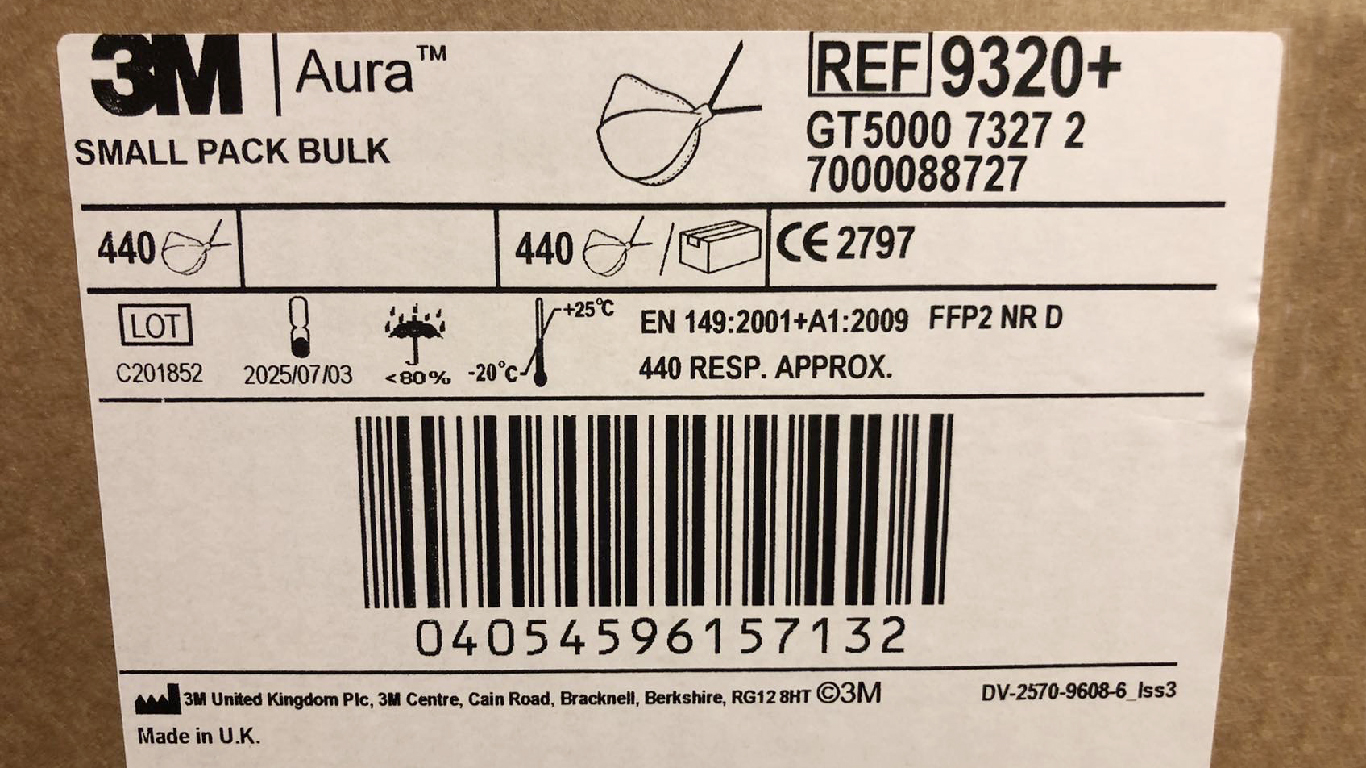 3M | Aura™
SMALL PACK BULK
REF 9320+
GT5000 7327 2
7000088727
440
440 /
CE 2797
LOT
C201852
2025/07/03
<80%
-20°C
+25°C
EN 149:2001+A1:2009 FFP2 NR D
440 RESP. APPROX.
04054596157132
3M United Kingdom Plc, 3M Centre, Cain Road, Bracknell, Berkshire, RG12 8HT ©3M
DV-2570-9608-6_Iss3
Made in U.K.